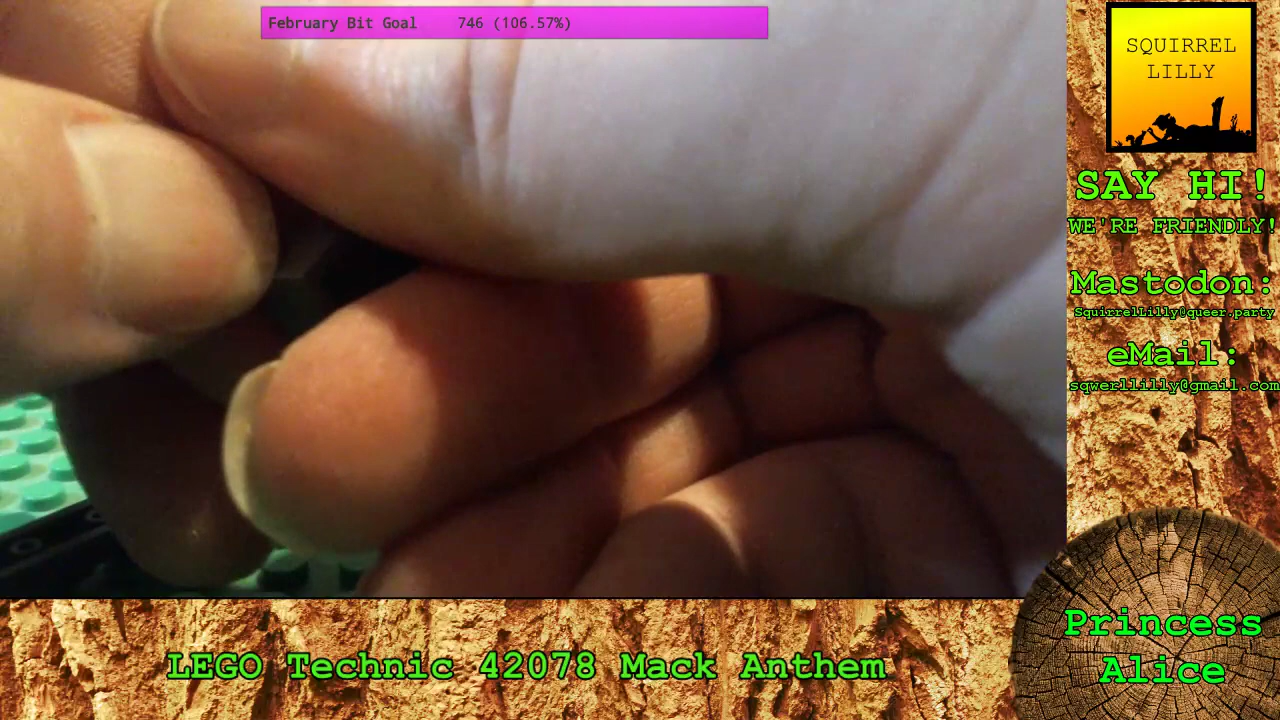 February Bit Goal 746 (106.57%)
SQUIRREL
LILLY
SAY HI!
WE'RE FRIENDLY!
Mastodon:
SquirrelLilly@queer.party
eMail:
sqwerllilly@gmail.com
Princess
Alice
LEGO Technic 42078 Mack Anthem